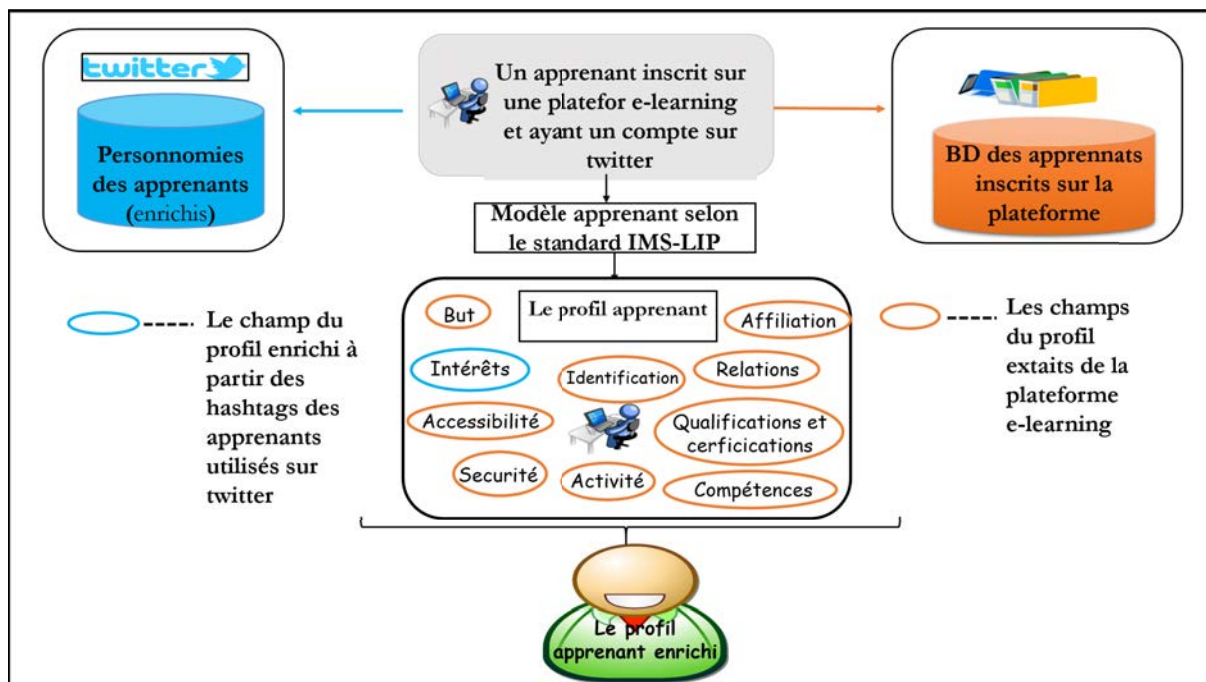 twitter
Personnomies
des apprenants
(enrichis)
Un apprenant inscrit sur
une platefor e-learning
et ayant un compte sur
twitter
BD des apprennats
inscrits sur la
plateforme
Modèle apprenant selon
le standard IMS-LIP
Le champ du
profil enrichi à
partir des
hashtags des
apprenants
utilisés sur
twitter
Le profil apprenant
But
Affiliation
Intérêts
Identification
Relations
Accessibilité
Qualifications et
cerficications
Securité
Activité
Compétences
Les champs
du profil
extaits de la
plateforme
e-learning
Le profil
apprenant enrichi